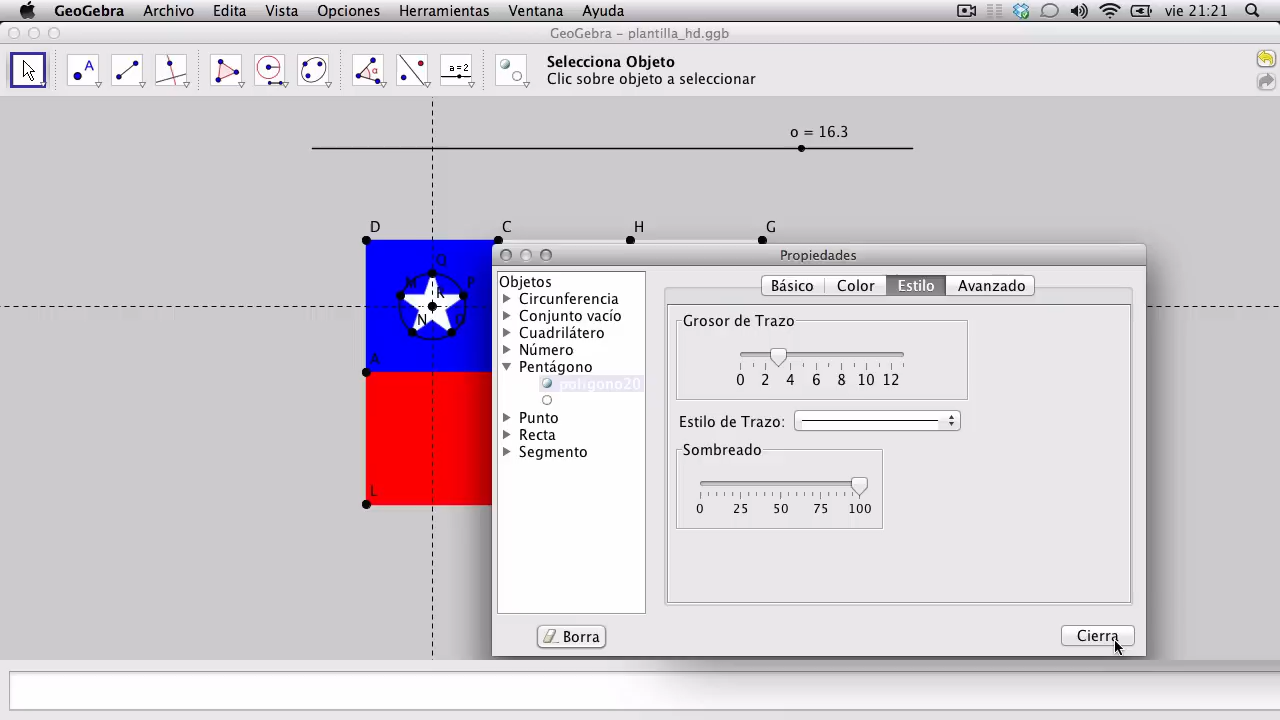 GeoGebra Archivo Edita Vista Opciones Herramientas Ventana Ayuda vie 21:21
GeoGebra - plantilla_hd.ggb
A
α
a = 2
Selecciona Objeto
Clic sobre objeto a seleccionar
o = 16.3
D C H G
Q
M P
R
N O
A
L
Propiedades
Objetos
Circunferencia
Conjunto vacío
Cuadrilátero
Número
Pentágono
polígono20
Punto
Recta
Segmento
Borra
Básico Color Estilo Avanzado
Grosor de Trazo
0 2 4 6 8 10 12
Estilo de Trazo:
Sombreado
0 25 50 75 100
Cierra